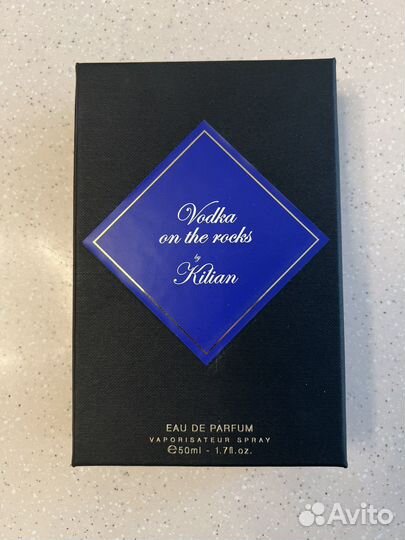 Vodka
on the rocks
by
Kilian
EAU DE PARFUM
VAPORISATEUR SPRAY
℮50ml - 1.7fl.oz.
Avito